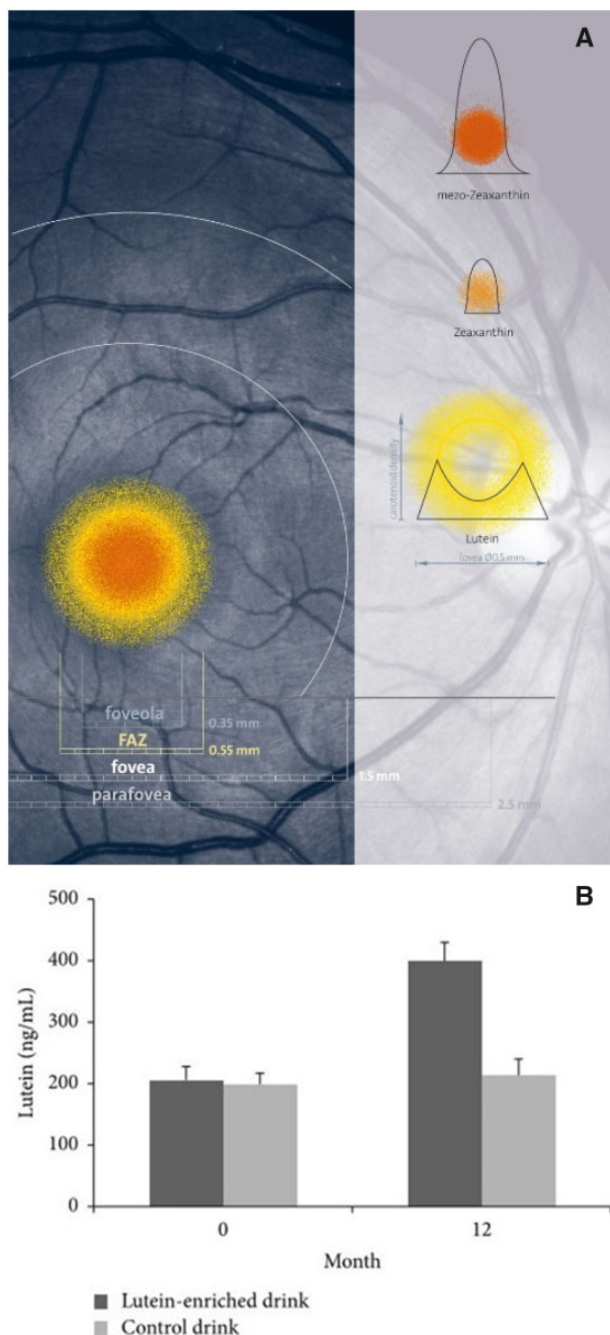 A
mezo-Zeaxanthin
Zeaxanthin
carotenoid density
Lutein
fovea Ø0.5 mm
foveola
0.35 mm
FAZ
0.55 mm
fovea
1.5 mm
parafovea
2.5 mm
B
500
400
300
200
100
0
Lutein (ng/mL)
0
12
Month
Lutein-enriched drink
Control drink